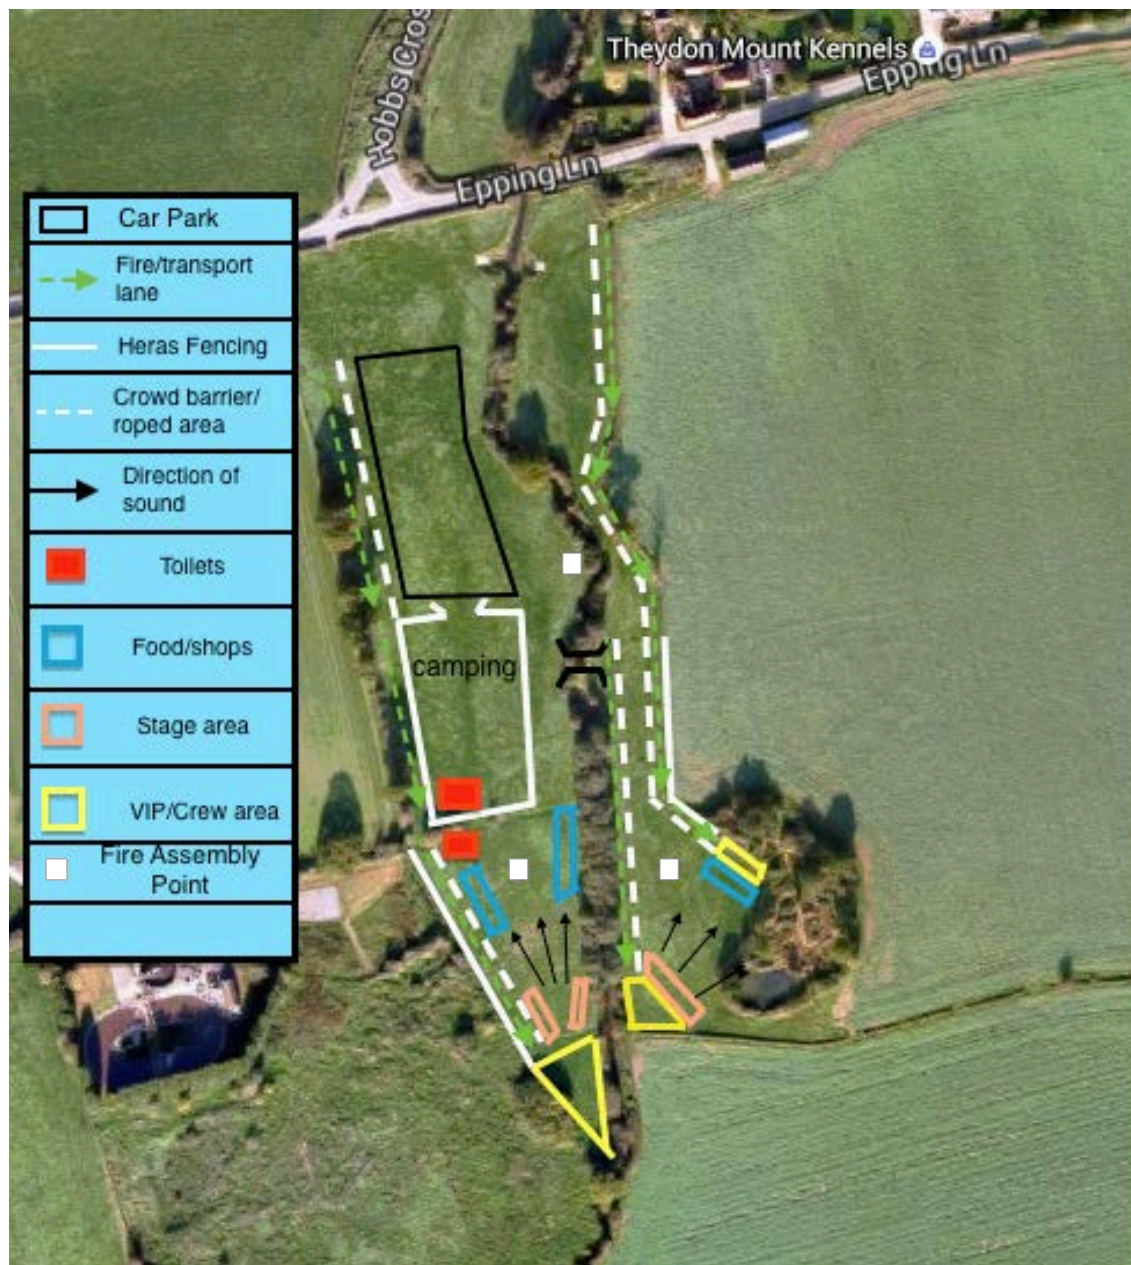 Theydon Mount Kennels
Epping Ln
Hobbs Cros
Epping Ln
Car Park
Fire/transport
lane
Heras Fencing
Crowd barrier/
roped area
Direction of
sound
Toilets
Food/shops
Stage area
VIP/Crew area
Fire Assembly
Point
camping